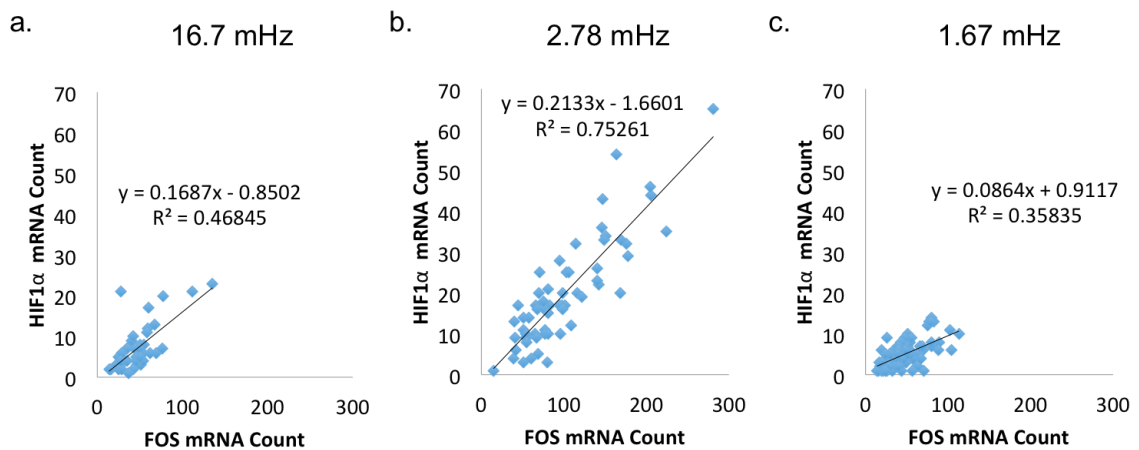 a.
16.7 mHz
HIF1α mRNA Count
70
60
50
40
30
20
10
0
y = 0.1687x - 0.8502
R² = 0.46845
0 100 200 300
FOS mRNA Count
b.
2.78 mHz
HIF1α mRNA Count
70
60
50
40
30
20
10
0
y = 0.2133x - 1.6601
R² = 0.75261
0 100 200 300
FOS mRNA Count
c.
1.67 mHz
HIF1α mRNA Count
70
60
50
40
30
20
10
0
y = 0.0864x + 0.9117
R² = 0.35835
0 100 200 300
FOS mRNA Count